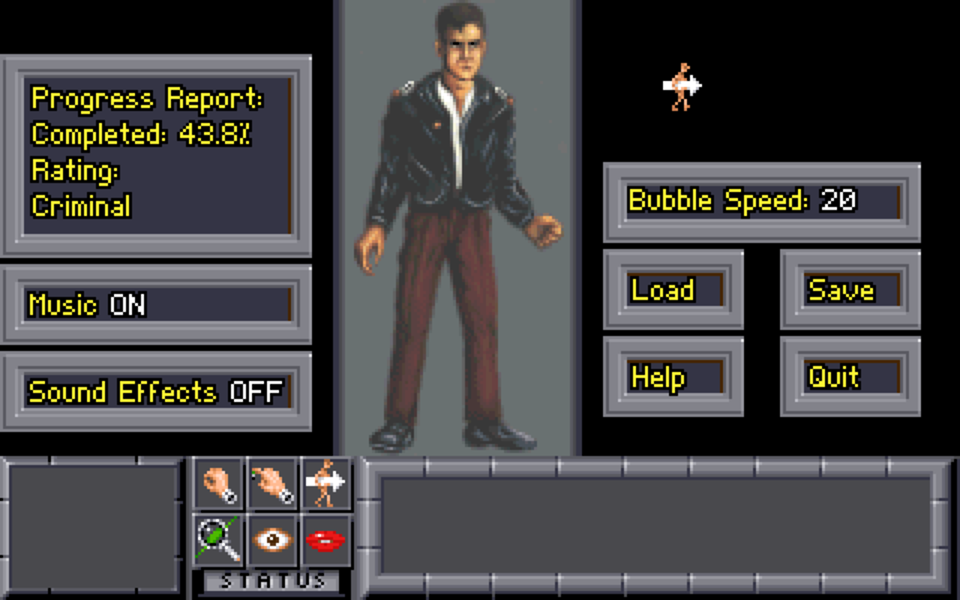 Progress Report:
Completed: 43.8%
Rating:
Criminal
Music ON
Sound Effects OFF
Bubble Speed: 20
Load
Save
Help
Quit
STATUS